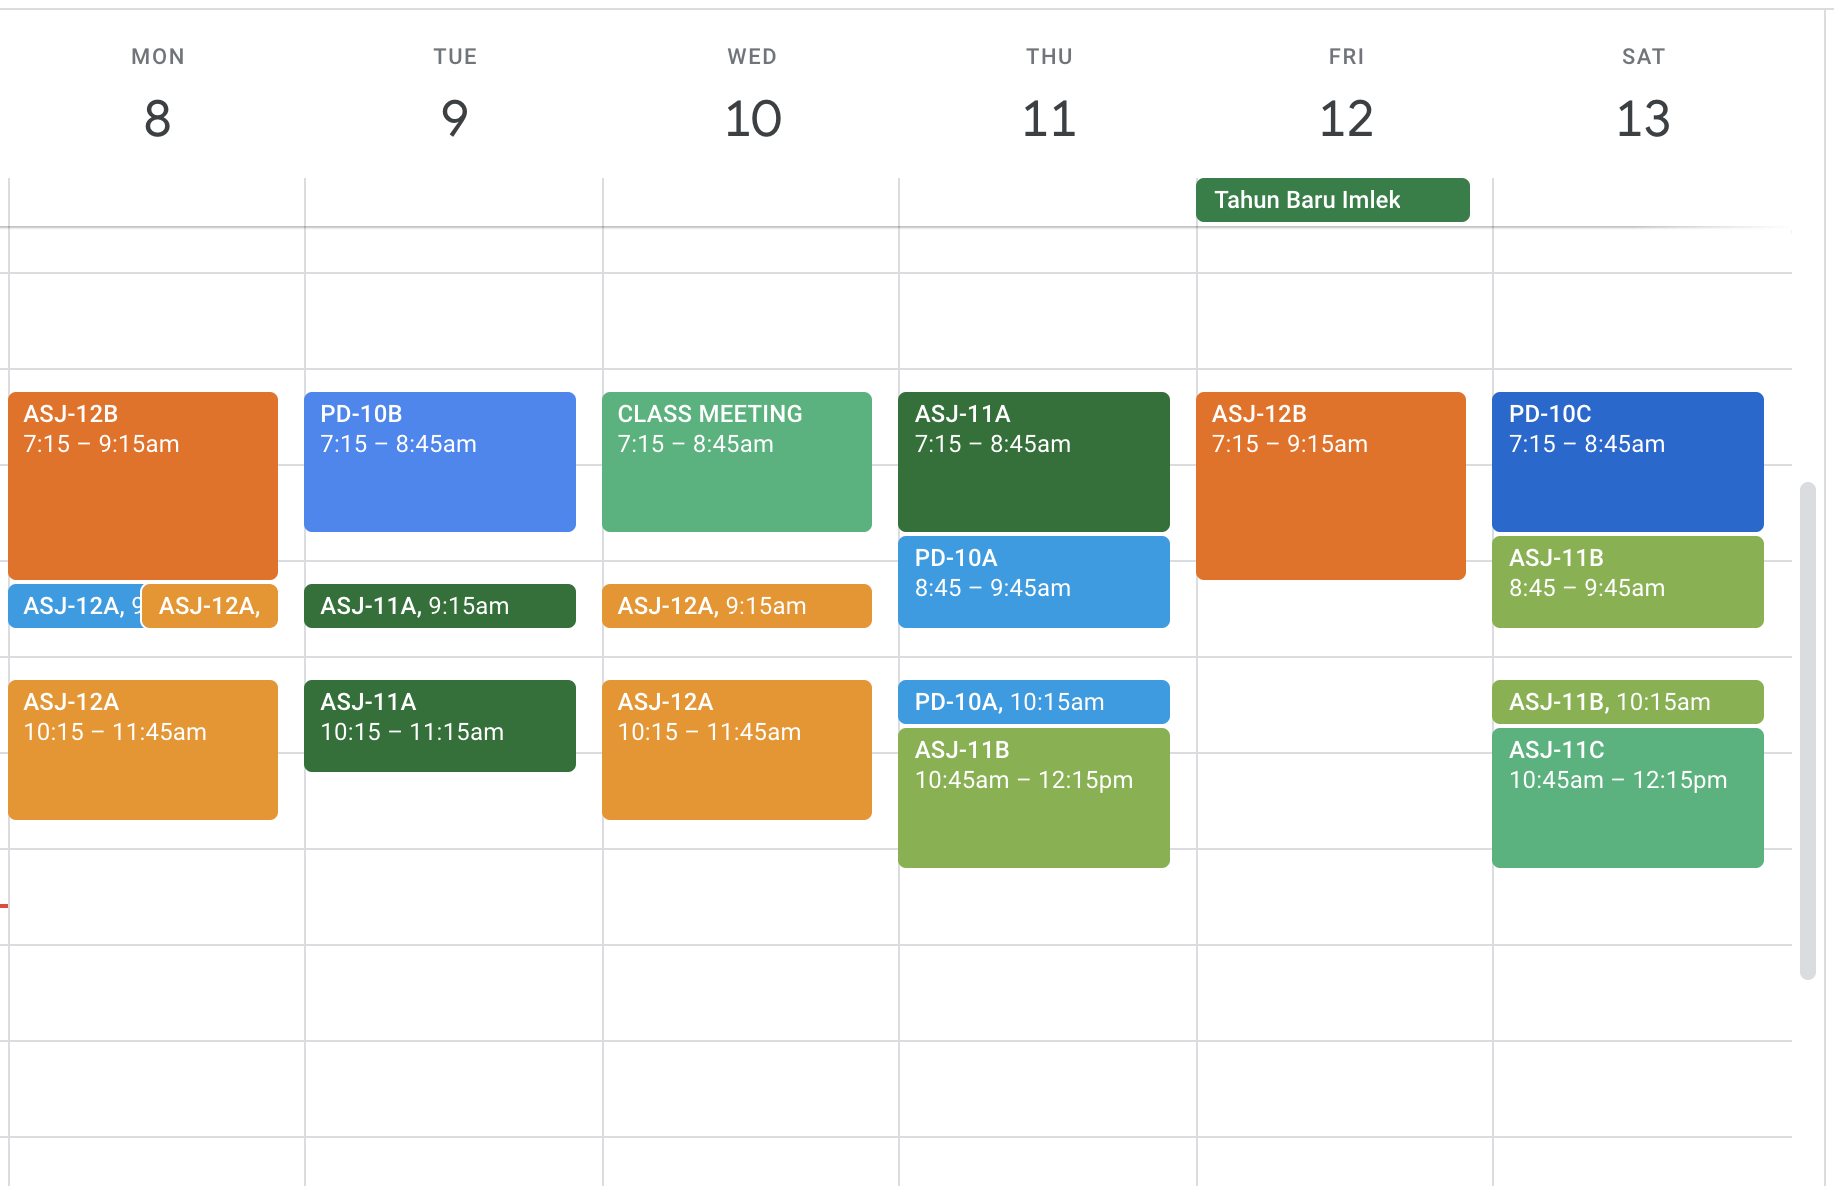 MON
8
TUE
9
WED
10
THU
11
FRI
12
SAT
13
Tahun Baru Imlek
ASJ-12B
7:15 – 9:15am
ASJ-12A, 9
ASJ-12A,
ASJ-12A
10:15 – 11:45am
PD-10B
7:15 – 8:45am
ASJ-11A, 9:15am
ASJ-11A
10:15 – 11:15am
CLASS MEETING
7:15 – 8:45am
ASJ-12A, 9:15am
ASJ-12A
10:15 – 11:45am
ASJ-11A
7:15 – 8:45am
PD-10A
8:45 – 9:45am
PD-10A, 10:15am
ASJ-11B
10:45am – 12:15pm
ASJ-12B
7:15 – 9:15am
PD-10C
7:15 – 8:45am
ASJ-11B
8:45 – 9:45am
ASJ-11B, 10:15am
ASJ-11C
10:45am – 12:15pm